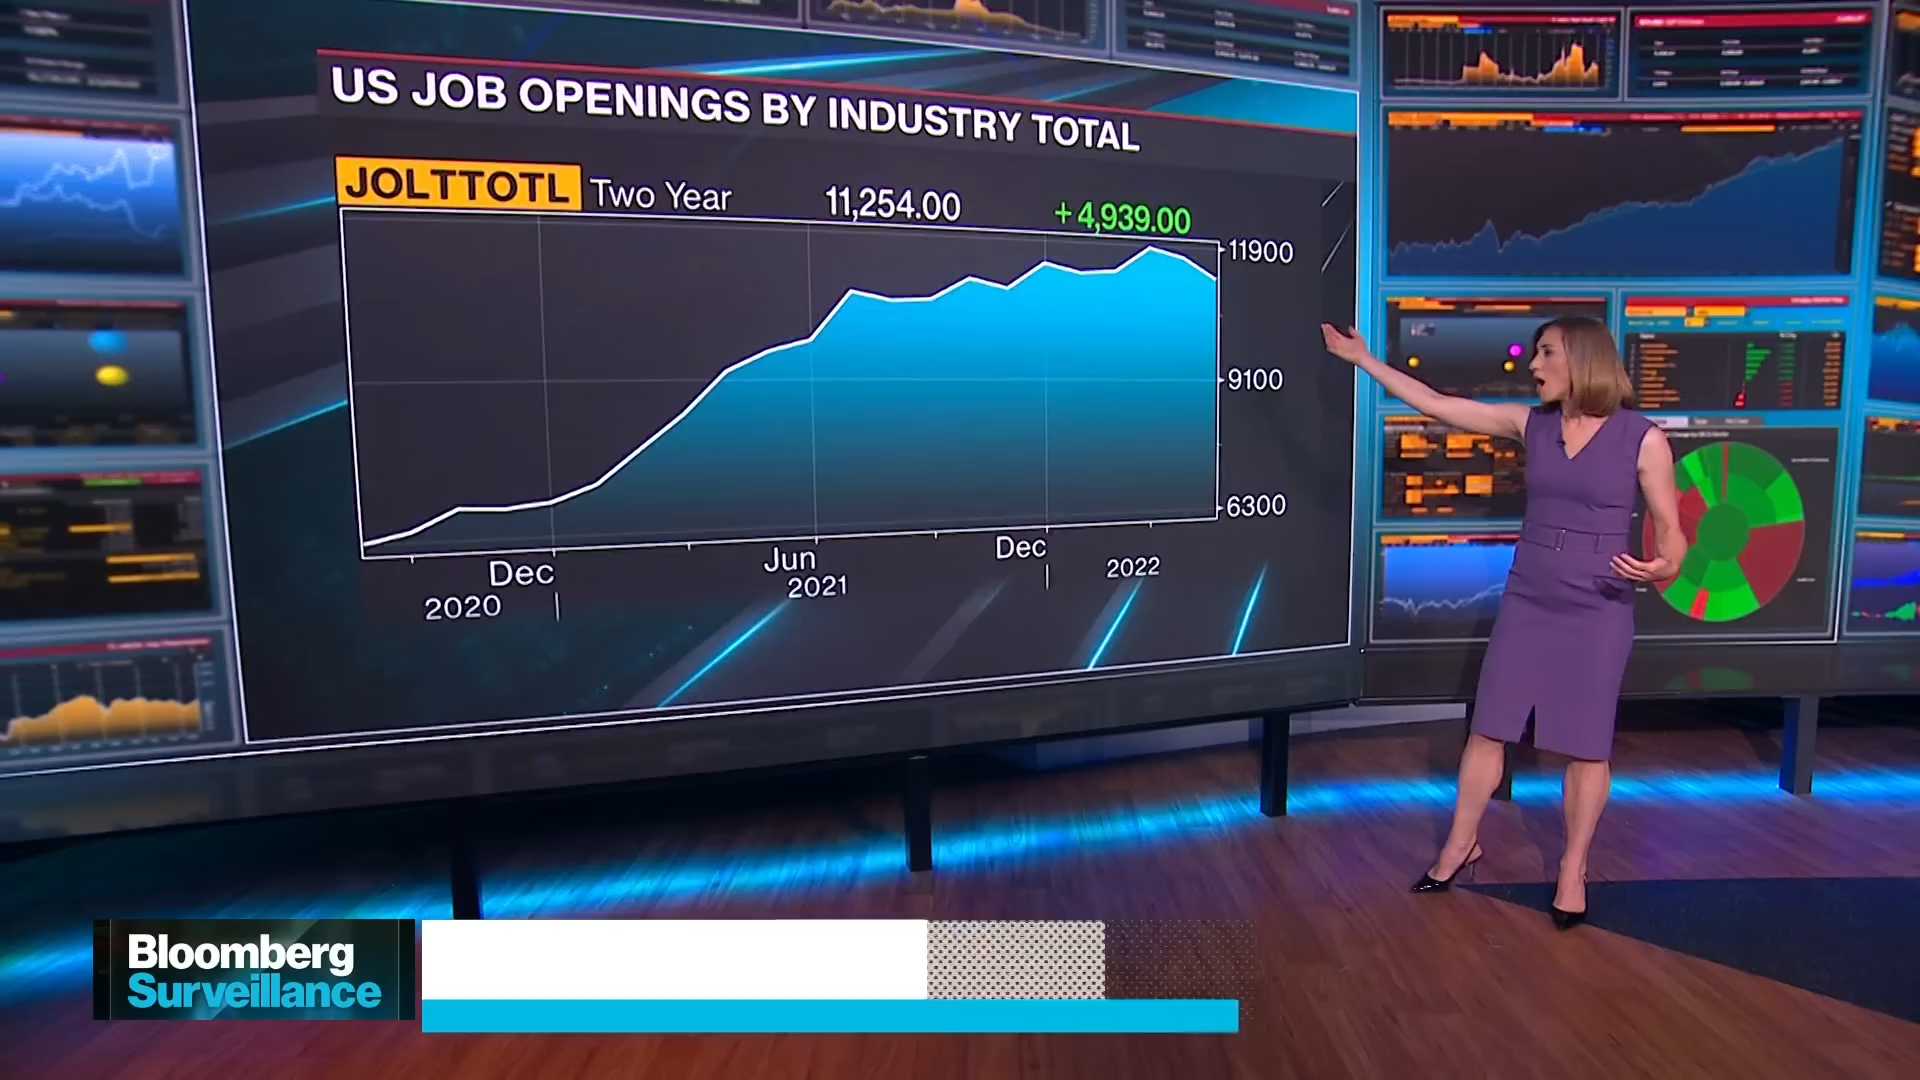 US JOB OPENINGS BY INDUSTRY TOTAL
JOLTTOTL Two Year 11,254.00 +4,939.00
11900
9100
6300
Dec Jun Dec
2020 2021 2022
Bloomberg
Surveillance